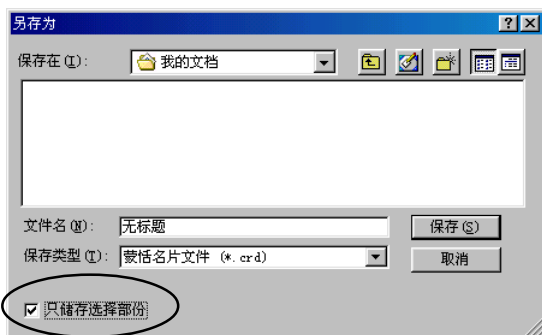 另存为
保存在(I): 我的文档
文件名(N): 无标题 保存(S)
保存类型(T): 蒙恬名片文件 (*.crd) 取消
只储存选择部份